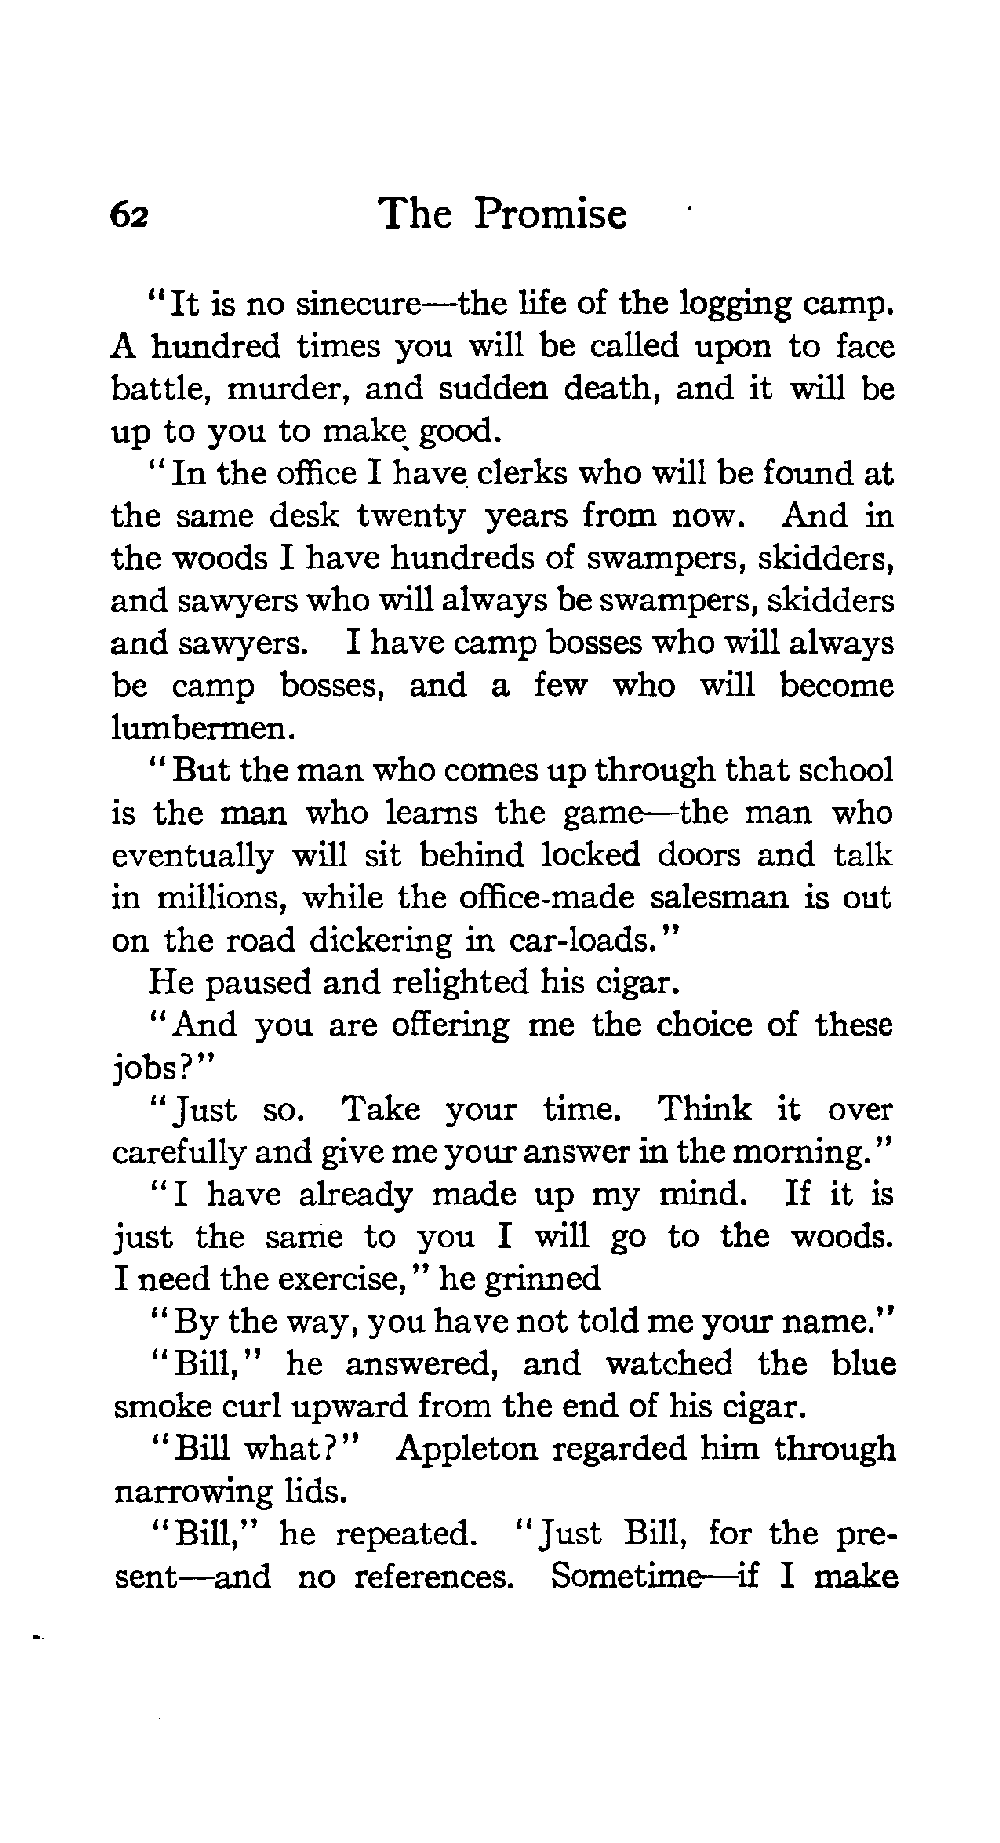 62 The Promise
"It is no sinecure—the life of the logging camp.
A hundred times you will be called upon to face
battle, murder, and sudden death, and it will be
up to you to make good.
"In the office I have clerks who will be found at
the same desk twenty years from now. And in
the woods I have hundreds of swampers, skidders,
and sawyers who will always be swampers, skidders
and sawyers. I have camp bosses who will always
be camp bosses, and a few who will become
lumbermen.
"But the man who comes up through that school
is the man who learns the game—the man who
eventually will sit behind locked doors and talk
in millions, while the office-made salesman is out
on the road dickering in car-loads."
He paused and relighted his cigar.
"And you are offering me the choice of these
jobs?"
"Just so. Take your time. Think it over
carefully and give me your answer in the morning."
"I have already made up my mind. If it is
just the same to you I will go to the woods.
I need the exercise," he grinned
"By the way, you have not told me your name."
"Bill," he answered, and watched the blue
smoke curl upward from the end of his cigar.
"Bill what?" Appleton regarded him through
narrowing lids.
"Bill," he repeated. "Just Bill, for the pre-
sent—and no references. Sometime—if I make